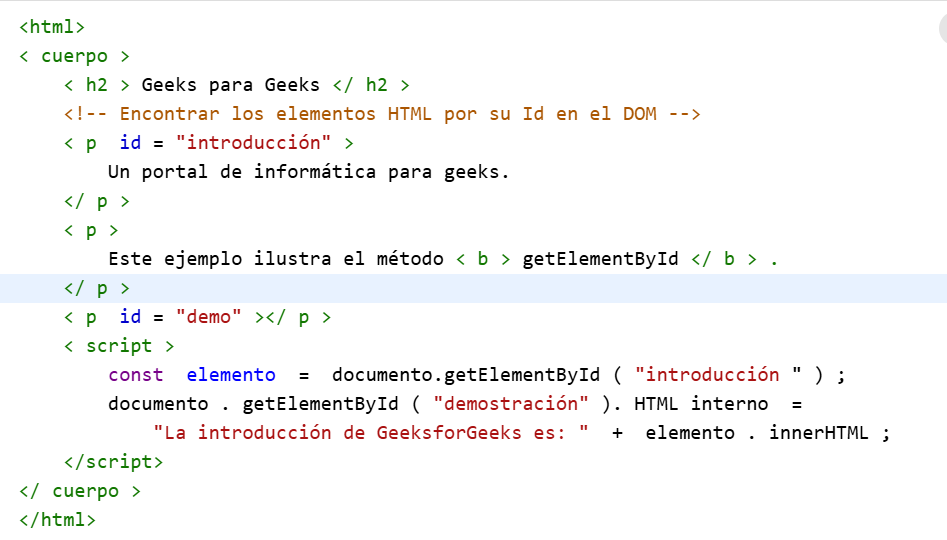 <html>
< cuerpo >
< h2 > Geeks para Geeks </ h2 >
<!-- Encontrar los elementos HTML por su Id en el DOM -->
< p  id = "introducción" >
Un portal de informática para geeks.
</ p >
< p >
Este ejemplo ilustra el método < b > getElementById </ b > .
</ p >
< p  id = "demo" ></ p >
< script >
const  elemento  =  documento.getElementById ( "introducción " ) ;
documento . getElementById ( "demostración" ). HTML interno  =
"La introducción de GeeksforGeeks es: "  +  elemento . innerHTML ;
</script>
</ cuerpo >
</html>